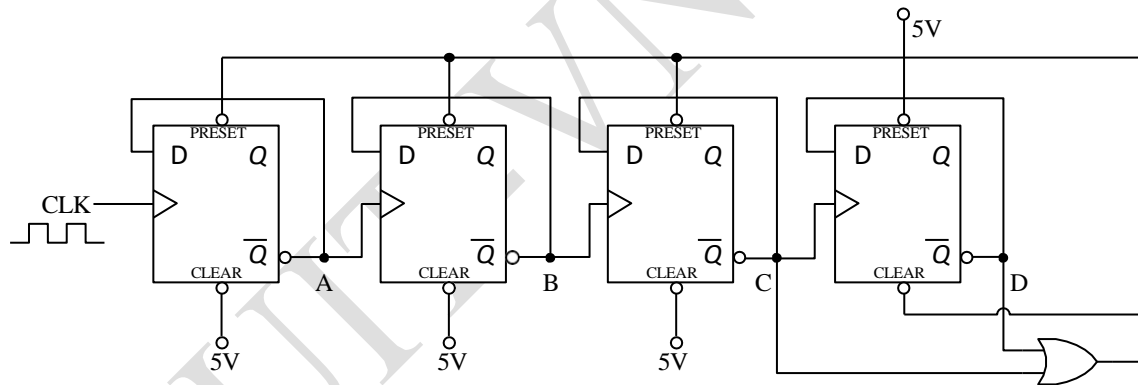 5V
PRESET PRESET PRESET PRESET
D Q D Q D Q D Q
CLK
Q Q Q Q
CLEAR CLEAR CLEAR CLEAR
A B C D
5V 5V 5V